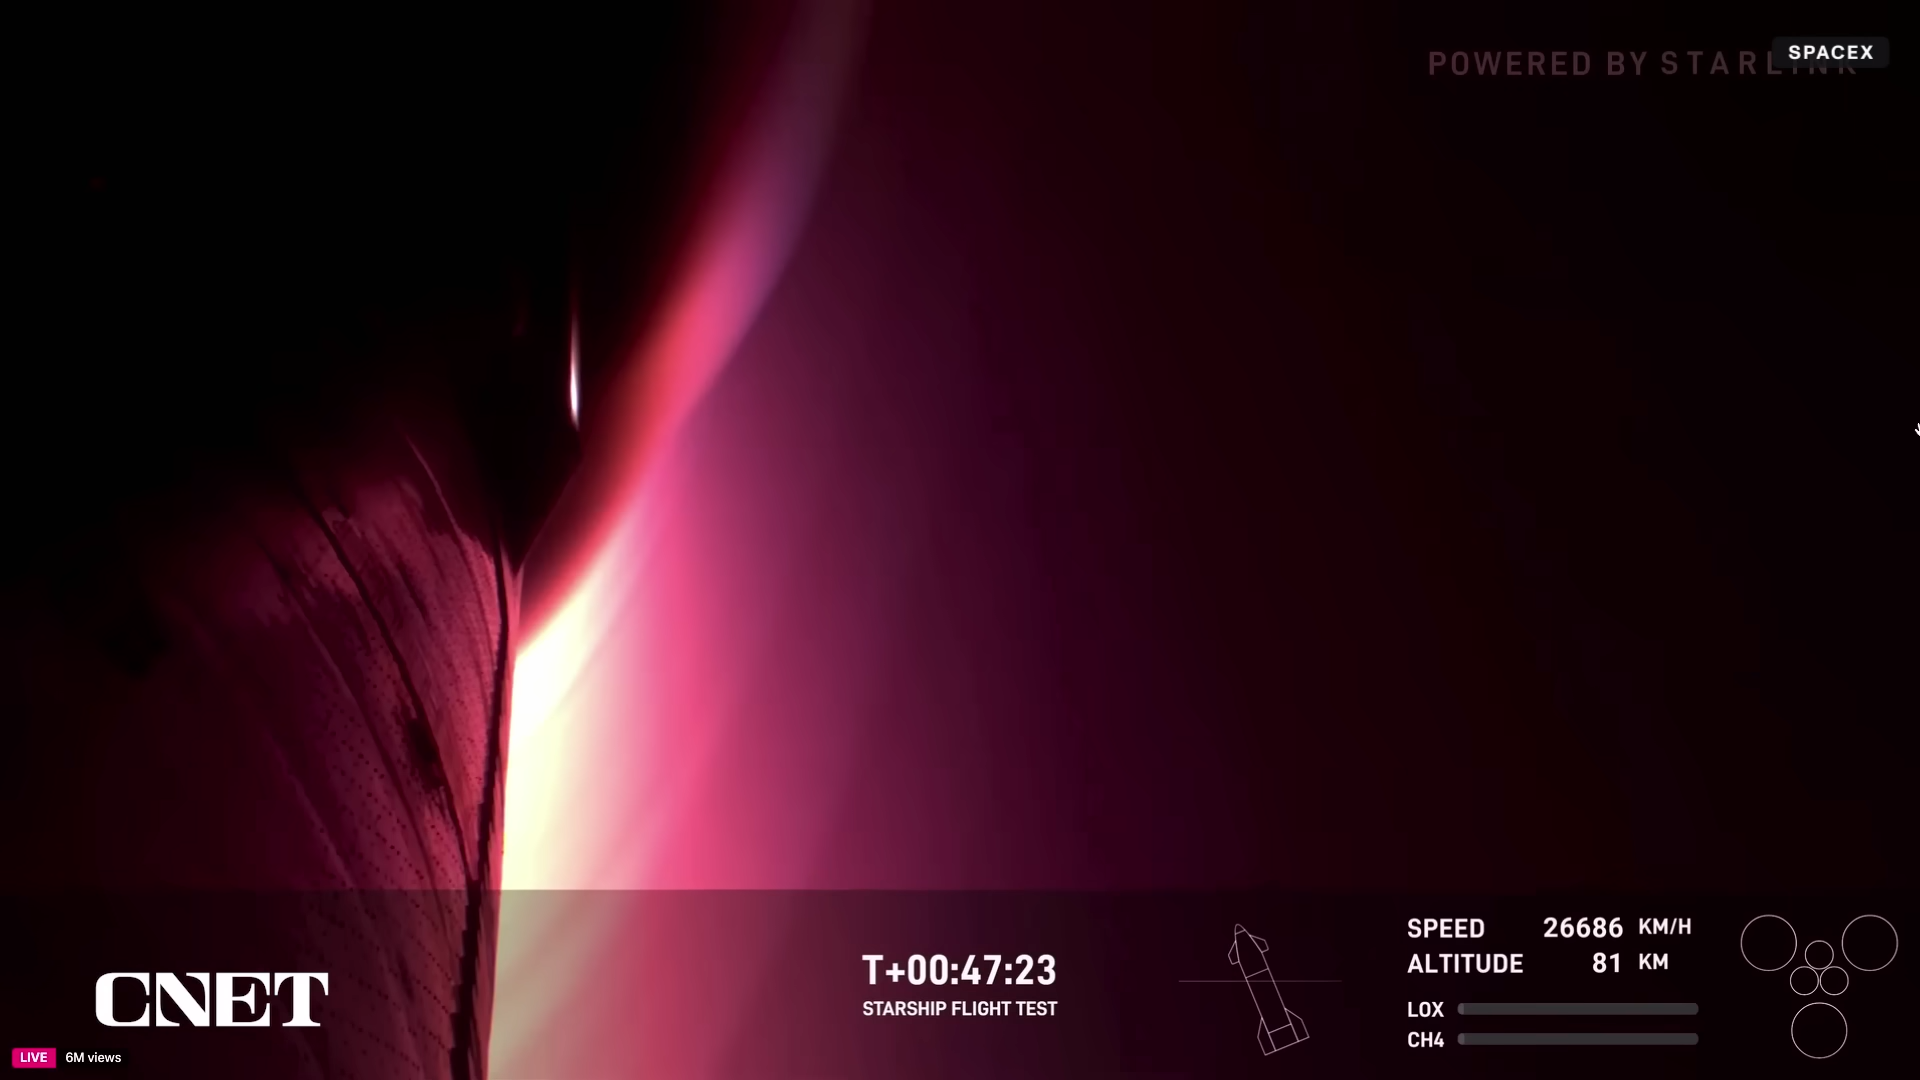 POWERED BY STARLINK
SPACEX
CNET
LIVE 6M views
T+00:47:23
STARSHIP FLIGHT TEST
SPEED 26686 KM/H
ALTITUDE 81 KM
LOX
CH4